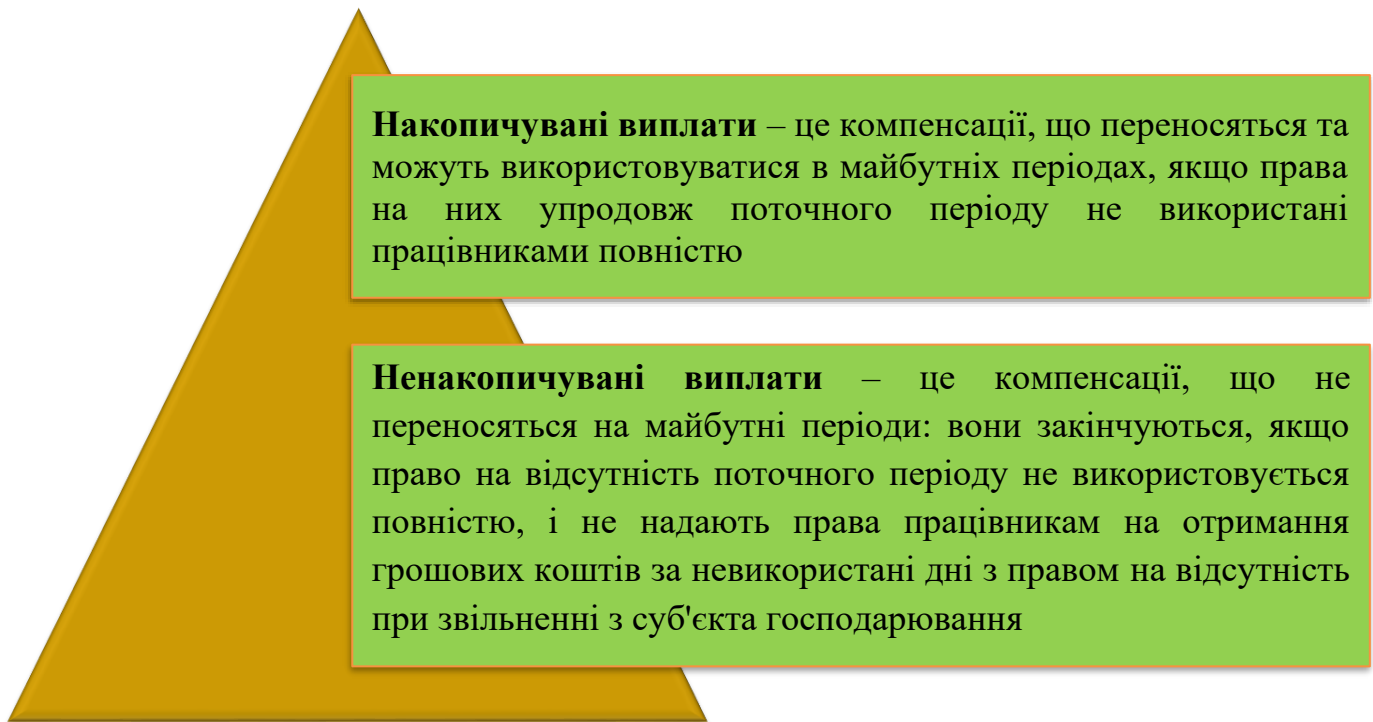 Накопичувані виплати – це компенсації, що переносяться та
можуть використовуватися в майбутніх періодах, якщо права
на них упродовж поточного періоду не використані
працівниками повністю
Ненакопичувані виплати – це компенсації, що не
переносяться на майбутні періоди: вони закінчуються, якщо
право на відсутність поточного періоду не використовується
повністю, і не надають права працівникам на отримання
грошових коштів за невикористані дні з правом на відсутність
при звільненні з суб'єкта господарювання